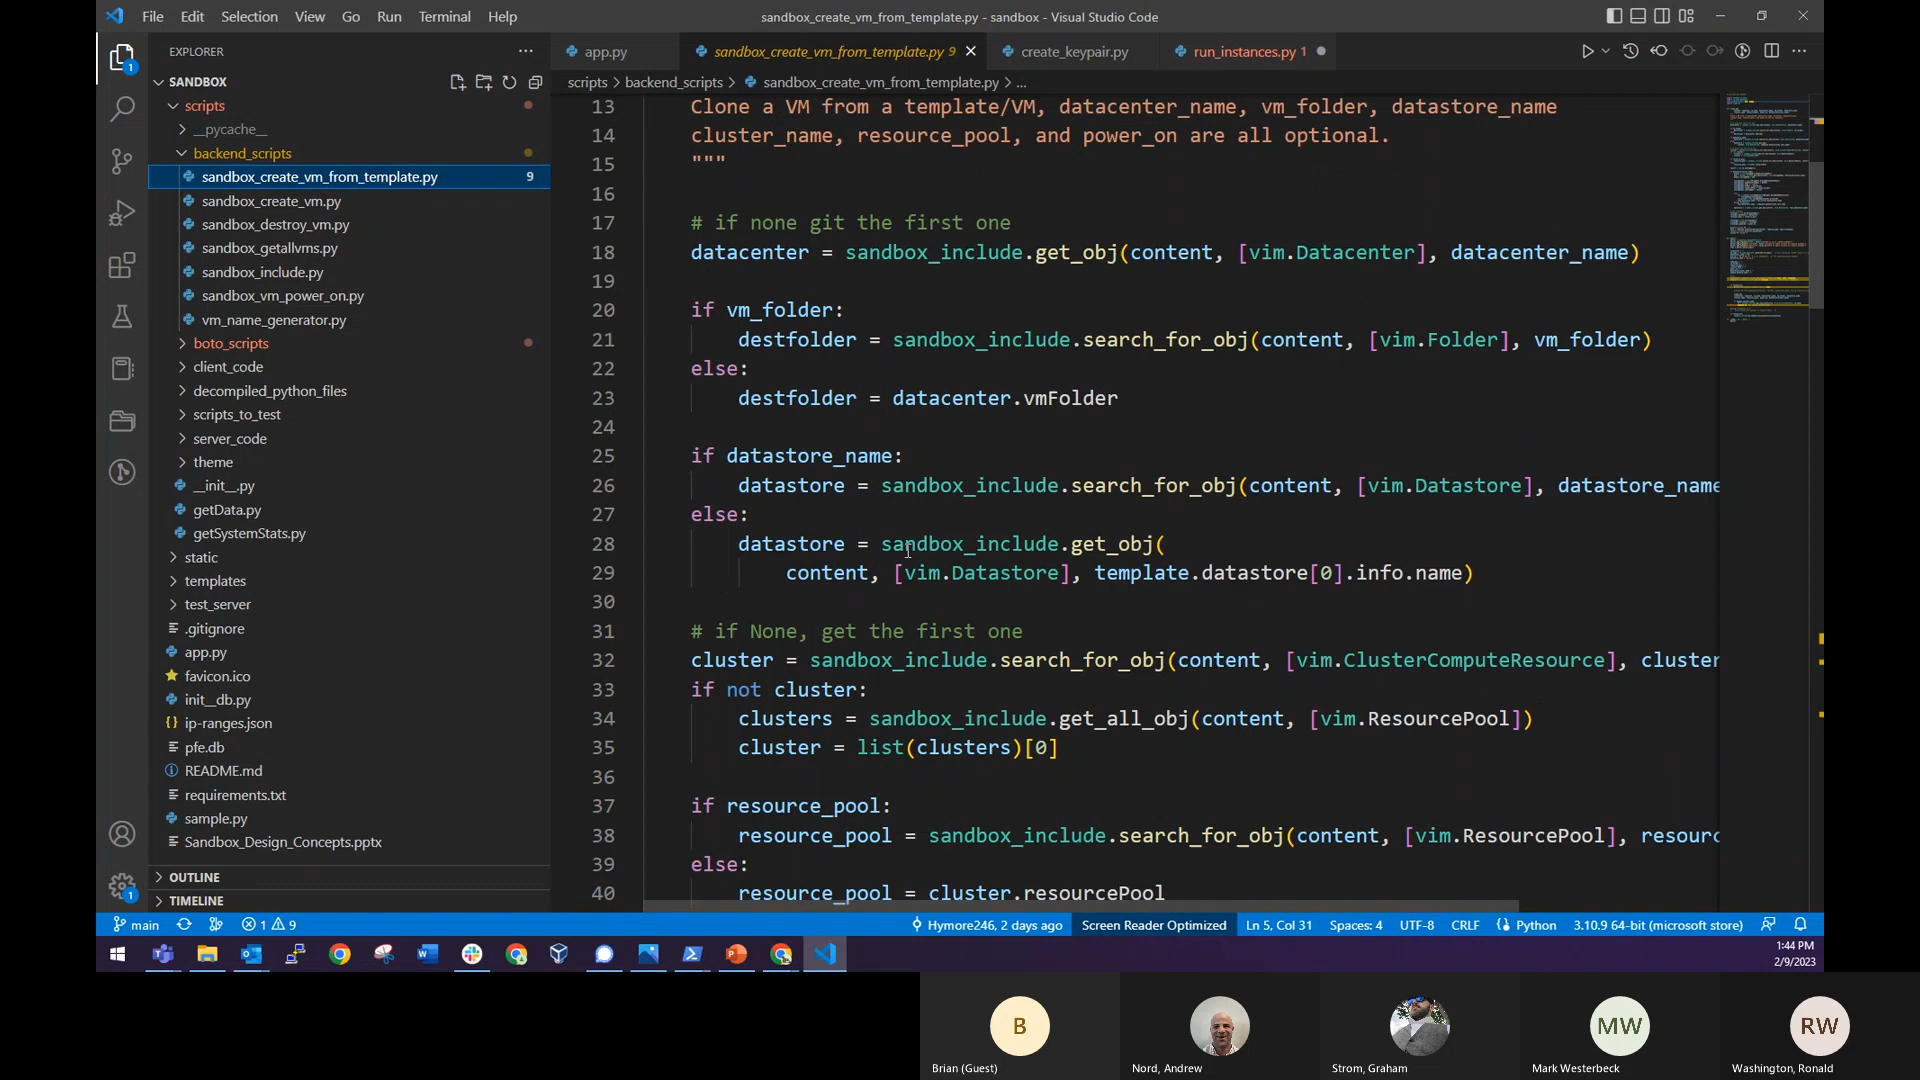 File Edit Selection View Go Run Terminal Help
sandbox_create_vm_from_template.py - sandbox - Visual Studio Code
EXPLORER
SANDBOX
scripts
__pycache__
backend_scripts
sandbox_create_vm_from_template.py 9
sandbox_create_vm.py
sandbox_destroy_vm.py
sandbox_getallvms.py
sandbox_include.py
sandbox_vm_power_on.py
vm_name_generator.py
boto_scripts
client_code
decompiled_python_files
scripts_to_test
server_code
theme
__init__.py
getData.py
getSystemStats.py
static
templates
test_server
.gitignore
app.py
favicon.ico
init__db.py
ip-ranges.json
pfe.db
README.md
requirements.txt
sample.py
Sandbox_Design_Concepts.pptx
OUTLINE
TIMELINE
1
1
app.py
sandbox_create_vm_from_template.py 9
create_keypair.py
run_instances.py 1
scripts > backend_scripts > sandbox_create_vm_from_template.py > ...
13 Clone a VM from a template/VM, datacenter_name, vm_folder, datastore_name
14 cluster_name, resource_pool, and power_on are all optional.
15 """
16
17 # if none git the first one
18 datacenter = sandbox_include.get_obj(content, [vim.Datacenter], datacenter_name)
19
20 if vm_folder:
21 destfolder = sandbox_include.search_for_obj(content, [vim.Folder], vm_folder)
22 else:
23 destfolder = datacenter.vmFolder
24
25 if datastore_name:
26 datastore = sandbox_include.search_for_obj(content, [vim.Datastore], datastore_name
27 else:
28 datastore = sandbox_include.get_obj(
29 content, [vim.Datastore], template.datastore[0].info.name)
30
31 # if None, get the first one
32 cluster = sandbox_include.search_for_obj(content, [vim.ClusterComputeResource], cluster
33 if not cluster:
34 clusters = sandbox_include.get_all_obj(content, [vim.ResourcePool])
35 cluster = list(clusters)[0]
36
37 if resource_pool:
38 resource_pool = sandbox_include.search_for_obj(content, [vim.ResourcePool], resourc
39 else:
40 resource_pool = cluster.resourcePool
main 1 9 Hymore246, 2 days ago Screen Reader Optimized Ln 5, Col 31 Spaces: 4 UTF-8 CRLF Python 3.10.9 64-bit (microsoft store)
1:44 PM
2/9/2023
B MW RW
Brian (Guest) Nord, Andrew Strom, Graham Mark Westerbeck Washington, Ronald